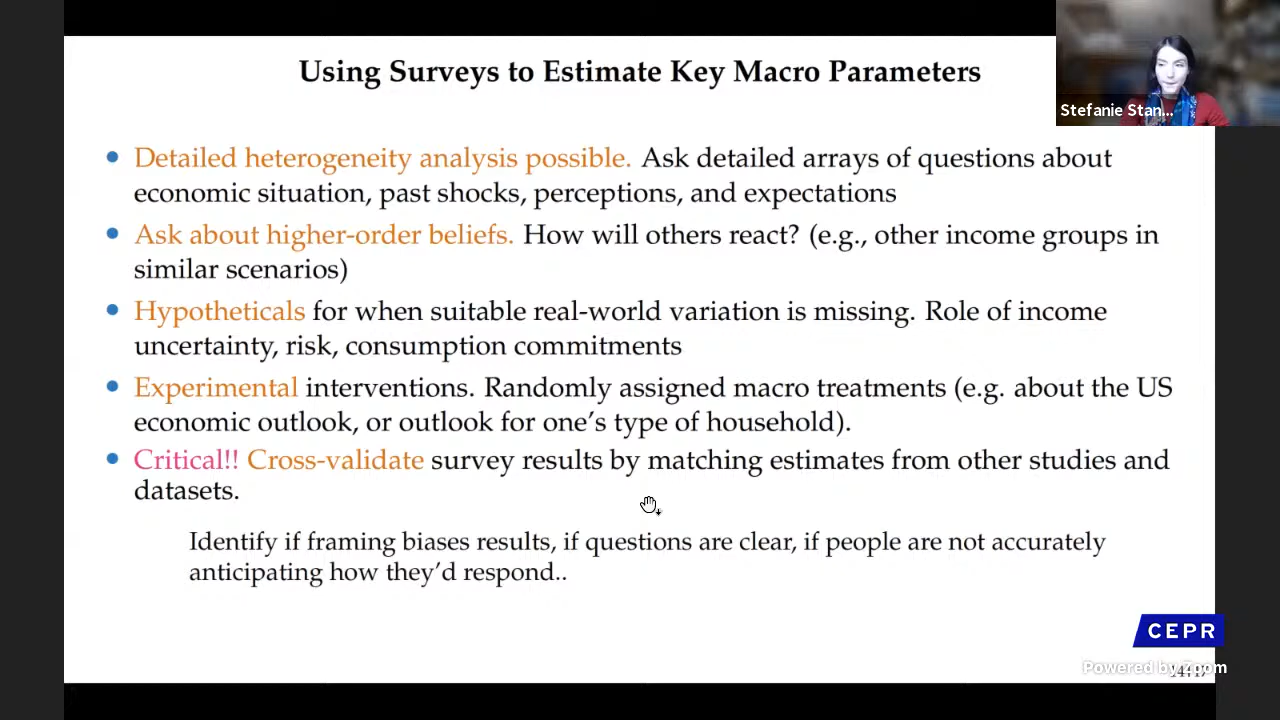 Using Surveys to Estimate Key Macro Parameters
Stefanie Stan...
Detailed heterogeneity analysis possible. Ask detailed arrays of questions about
economic situation, past shocks, perceptions, and expectations
Ask about higher-order beliefs. How will others react? (e.g., other income groups in
similar scenarios)
Hypotheticals for when suitable real-world variation is missing. Role of income
uncertainty, risk, consumption commitments
Experimental interventions. Randomly assigned macro treatments (e.g. about the US
economic outlook, or outlook for one's type of household).
Critical!! Cross-validate survey results by matching estimates from other studies and
datasets.
Identify if framing biases results, if questions are clear, if people are not accurately
anticipating how they'd respond..
CEPR
Powered by Zoom